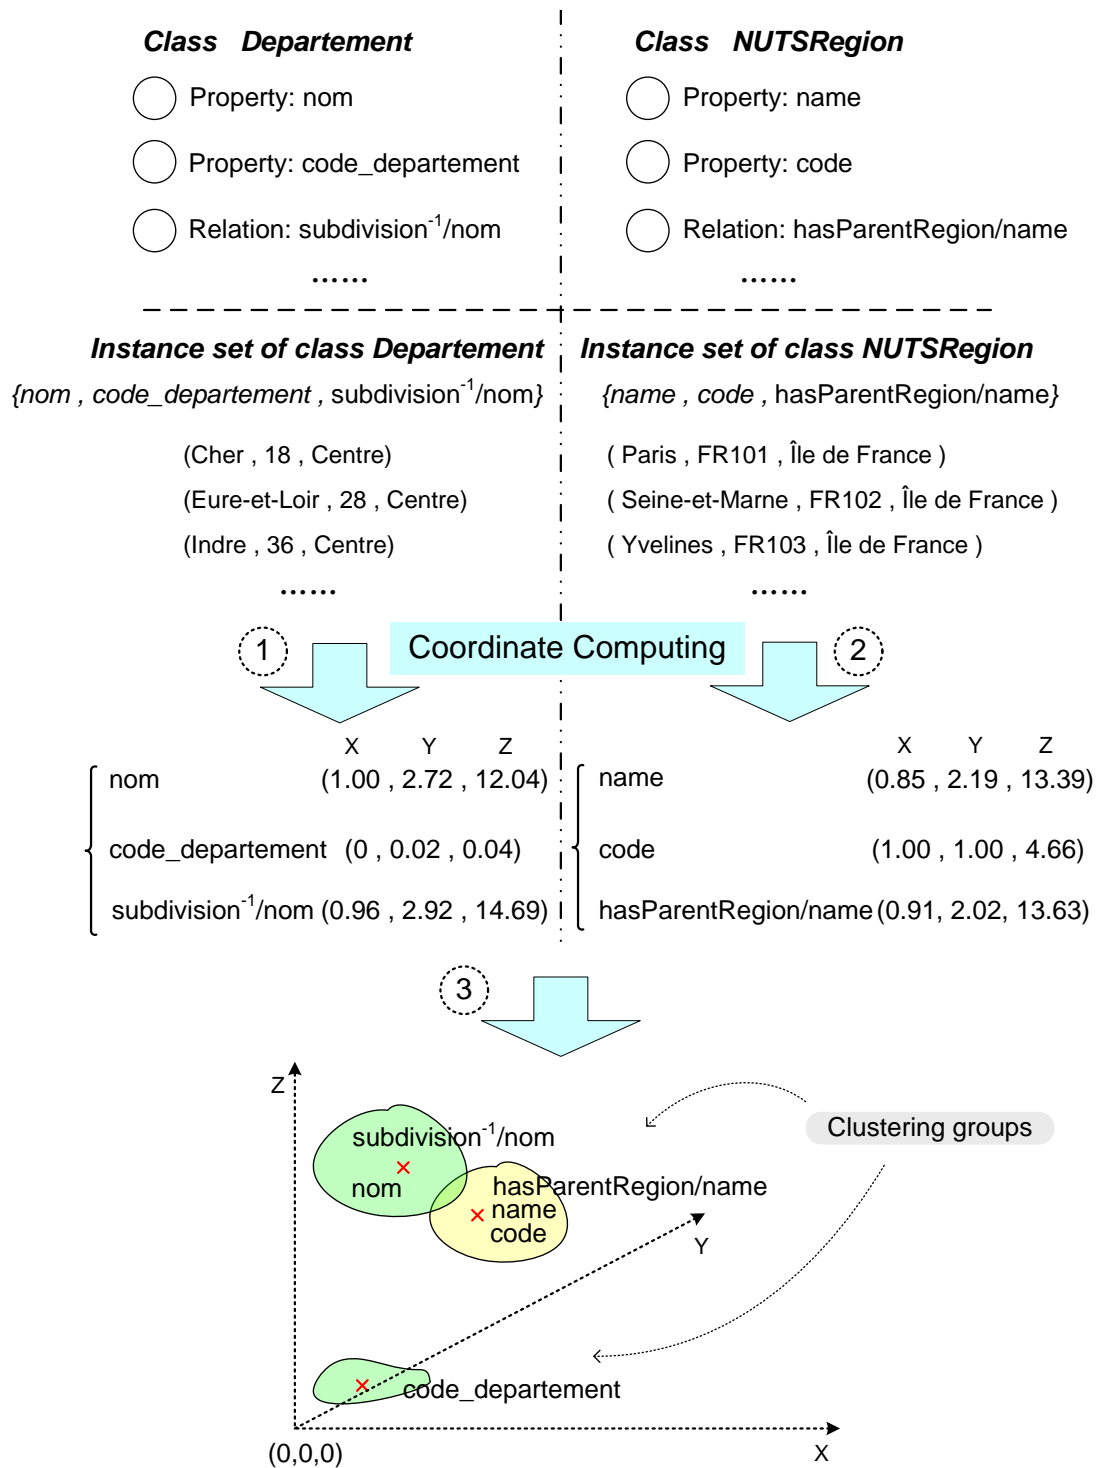 Class Departement
Property: nom
Property: code_departement
Relation: subdivision⁻¹/nom
......
Class NUTSRegion
Property: name
Property: code
Relation: hasParentRegion/name
......
Instance set of class Departement
{nom , code_departement , subdivision⁻¹/nom}
(Cher , 18 , Centre)
(Eure-et-Loir , 28 , Centre)
(Indre , 36 , Centre)
......
Instance set of class NUTSRegion
{name , code , hasParentRegion/name}
( Paris , FR101 , Île de France )
( Seine-et-Marne , FR102 , Île de France )
( Yvelines , FR103 , Île de France )
......
1
Coordinate Computing
2
X Y Z
nom (1.00 , 2.72 , 12.04)
code_departement (0 , 0.02 , 0.04)
subdivision⁻¹/nom (0.96 , 2.92 , 14.69)
X Y Z
name (0.85 , 2.19 , 13.39)
code (1.00 , 1.00 , 4.66)
hasParentRegion/name (0.91, 2.02, 13.63)
3
Z
subdivision⁻¹/nom
nom
hasParentRegion/name
name
code
Clustering groups
Y
code_departement
(0,0,0)
X